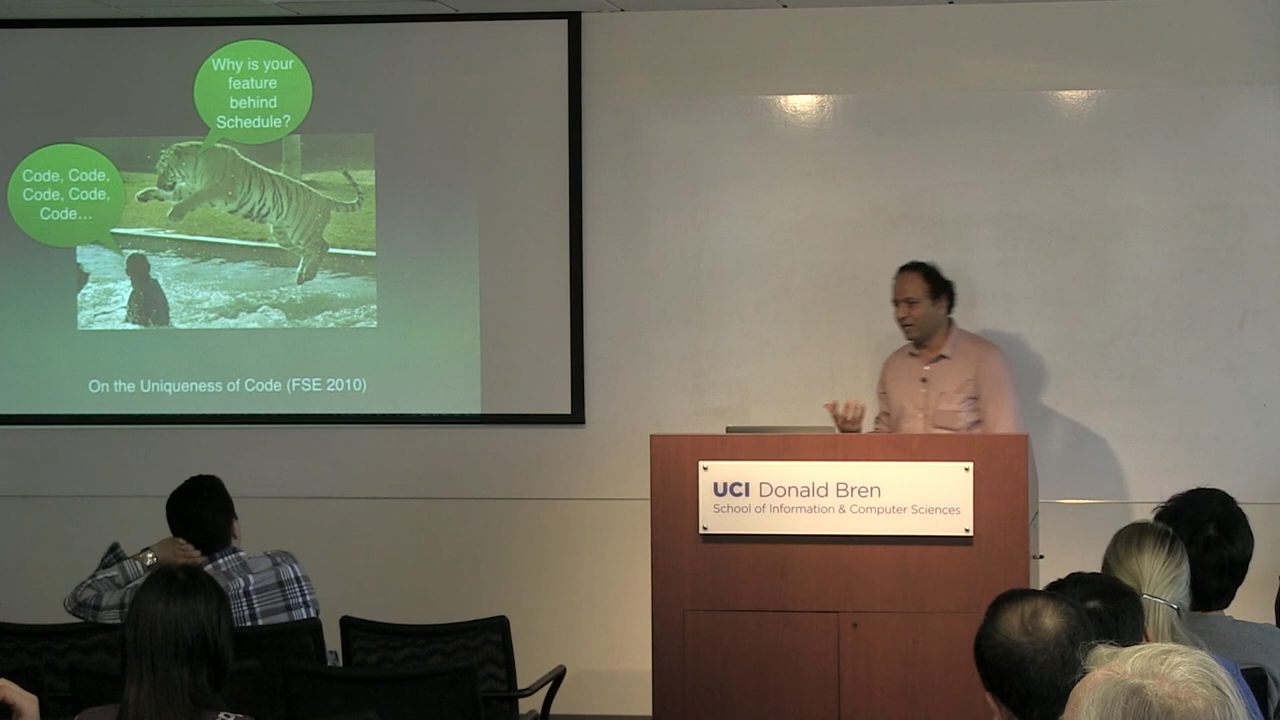 Why is your
feature
behind
Schedule?
Code, Code,
Code, Code,
Code...
On the Uniqueness of Code (FSE 2010)
UCI Donald Bren
School of Information & Computer Sciences